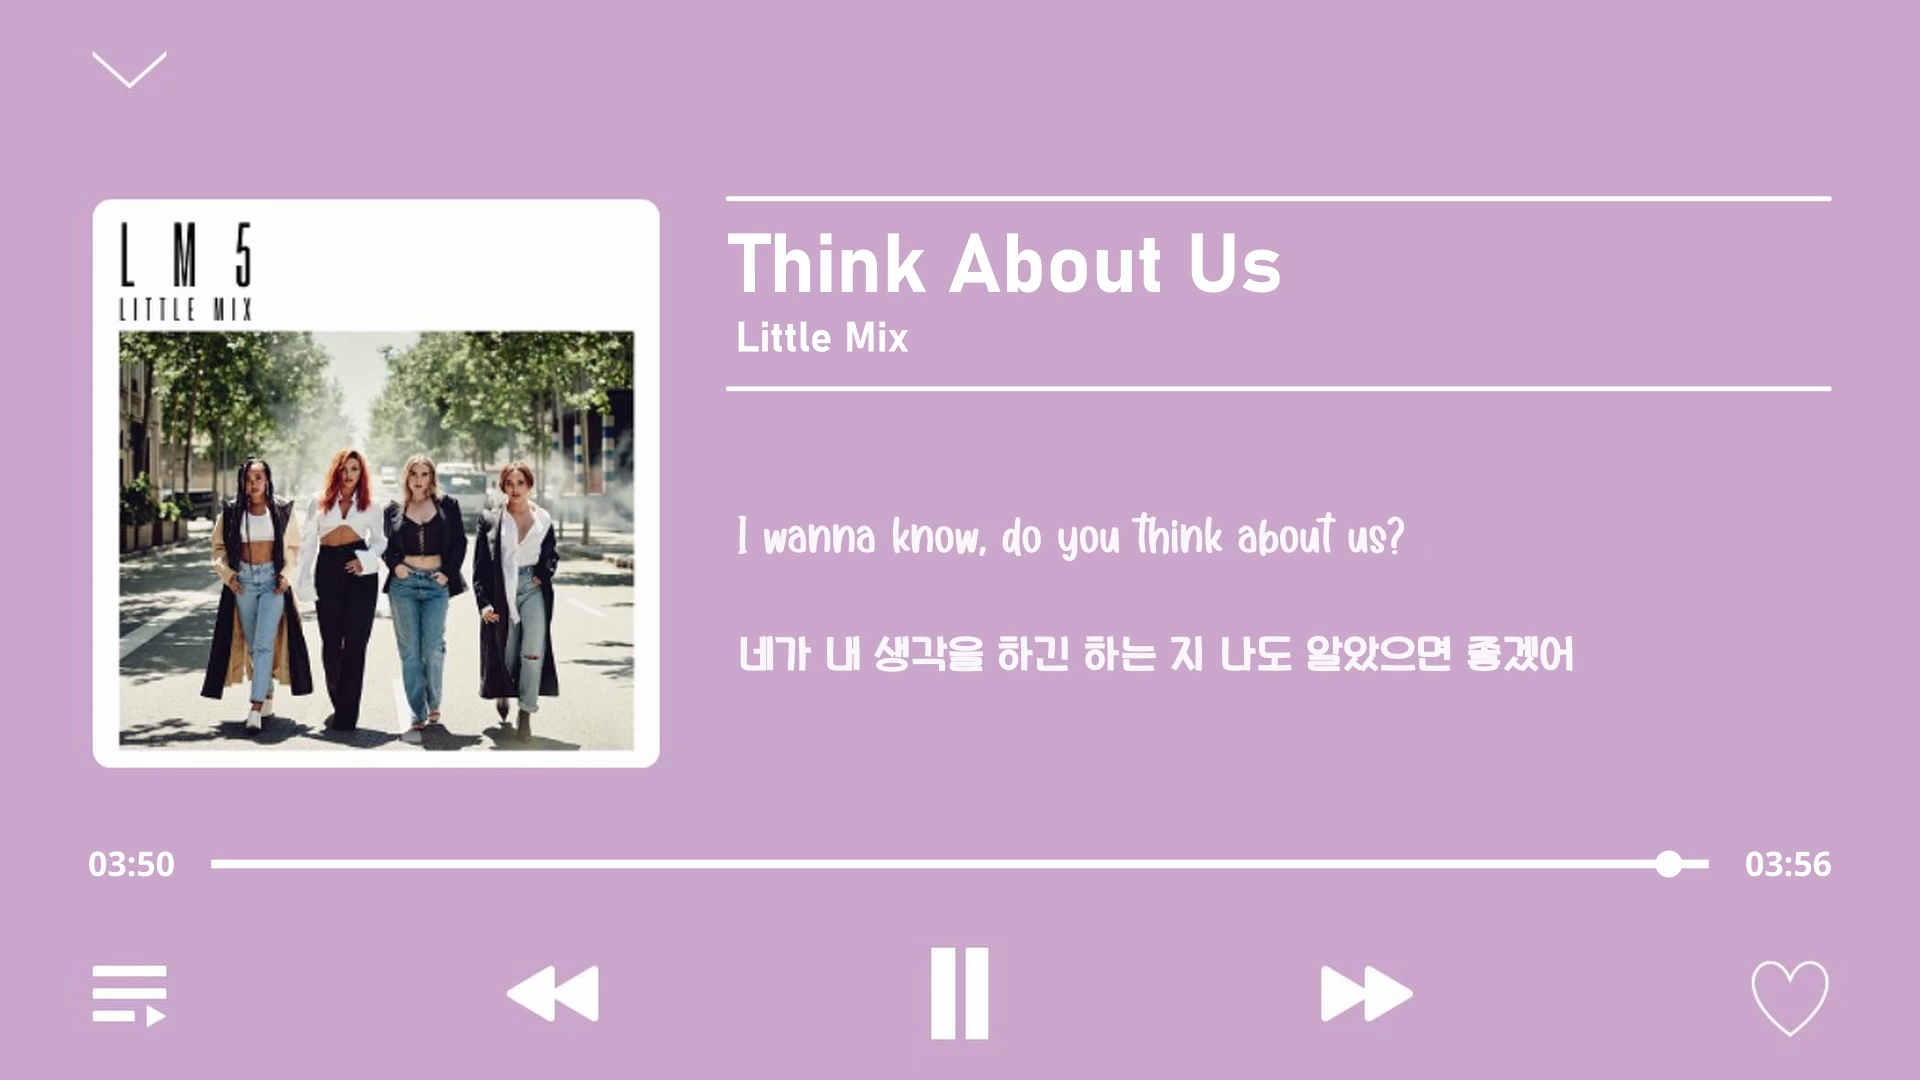 L M 5
LITTLE MIX
Think About Us
Little Mix
I wanna know, do you think about us?
네가 내 생각을 하긴 하는 지 나도 알았으면 좋겠어
03:50
03:56